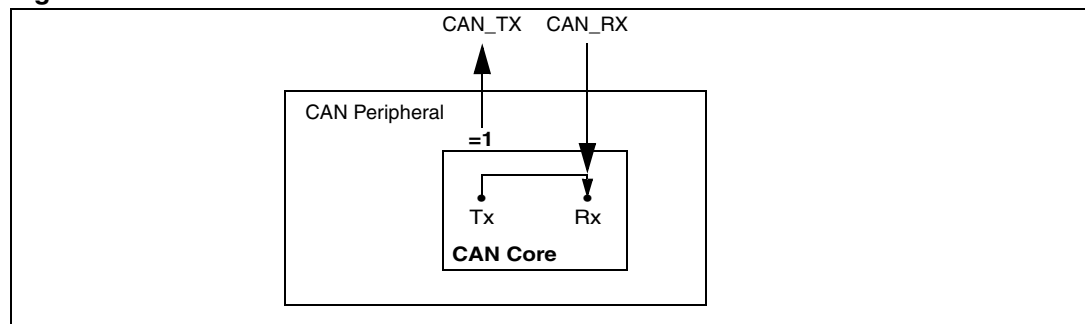 CAN_TX CAN_RX
CAN Peripheral
=1
Tx Rx
CAN Core